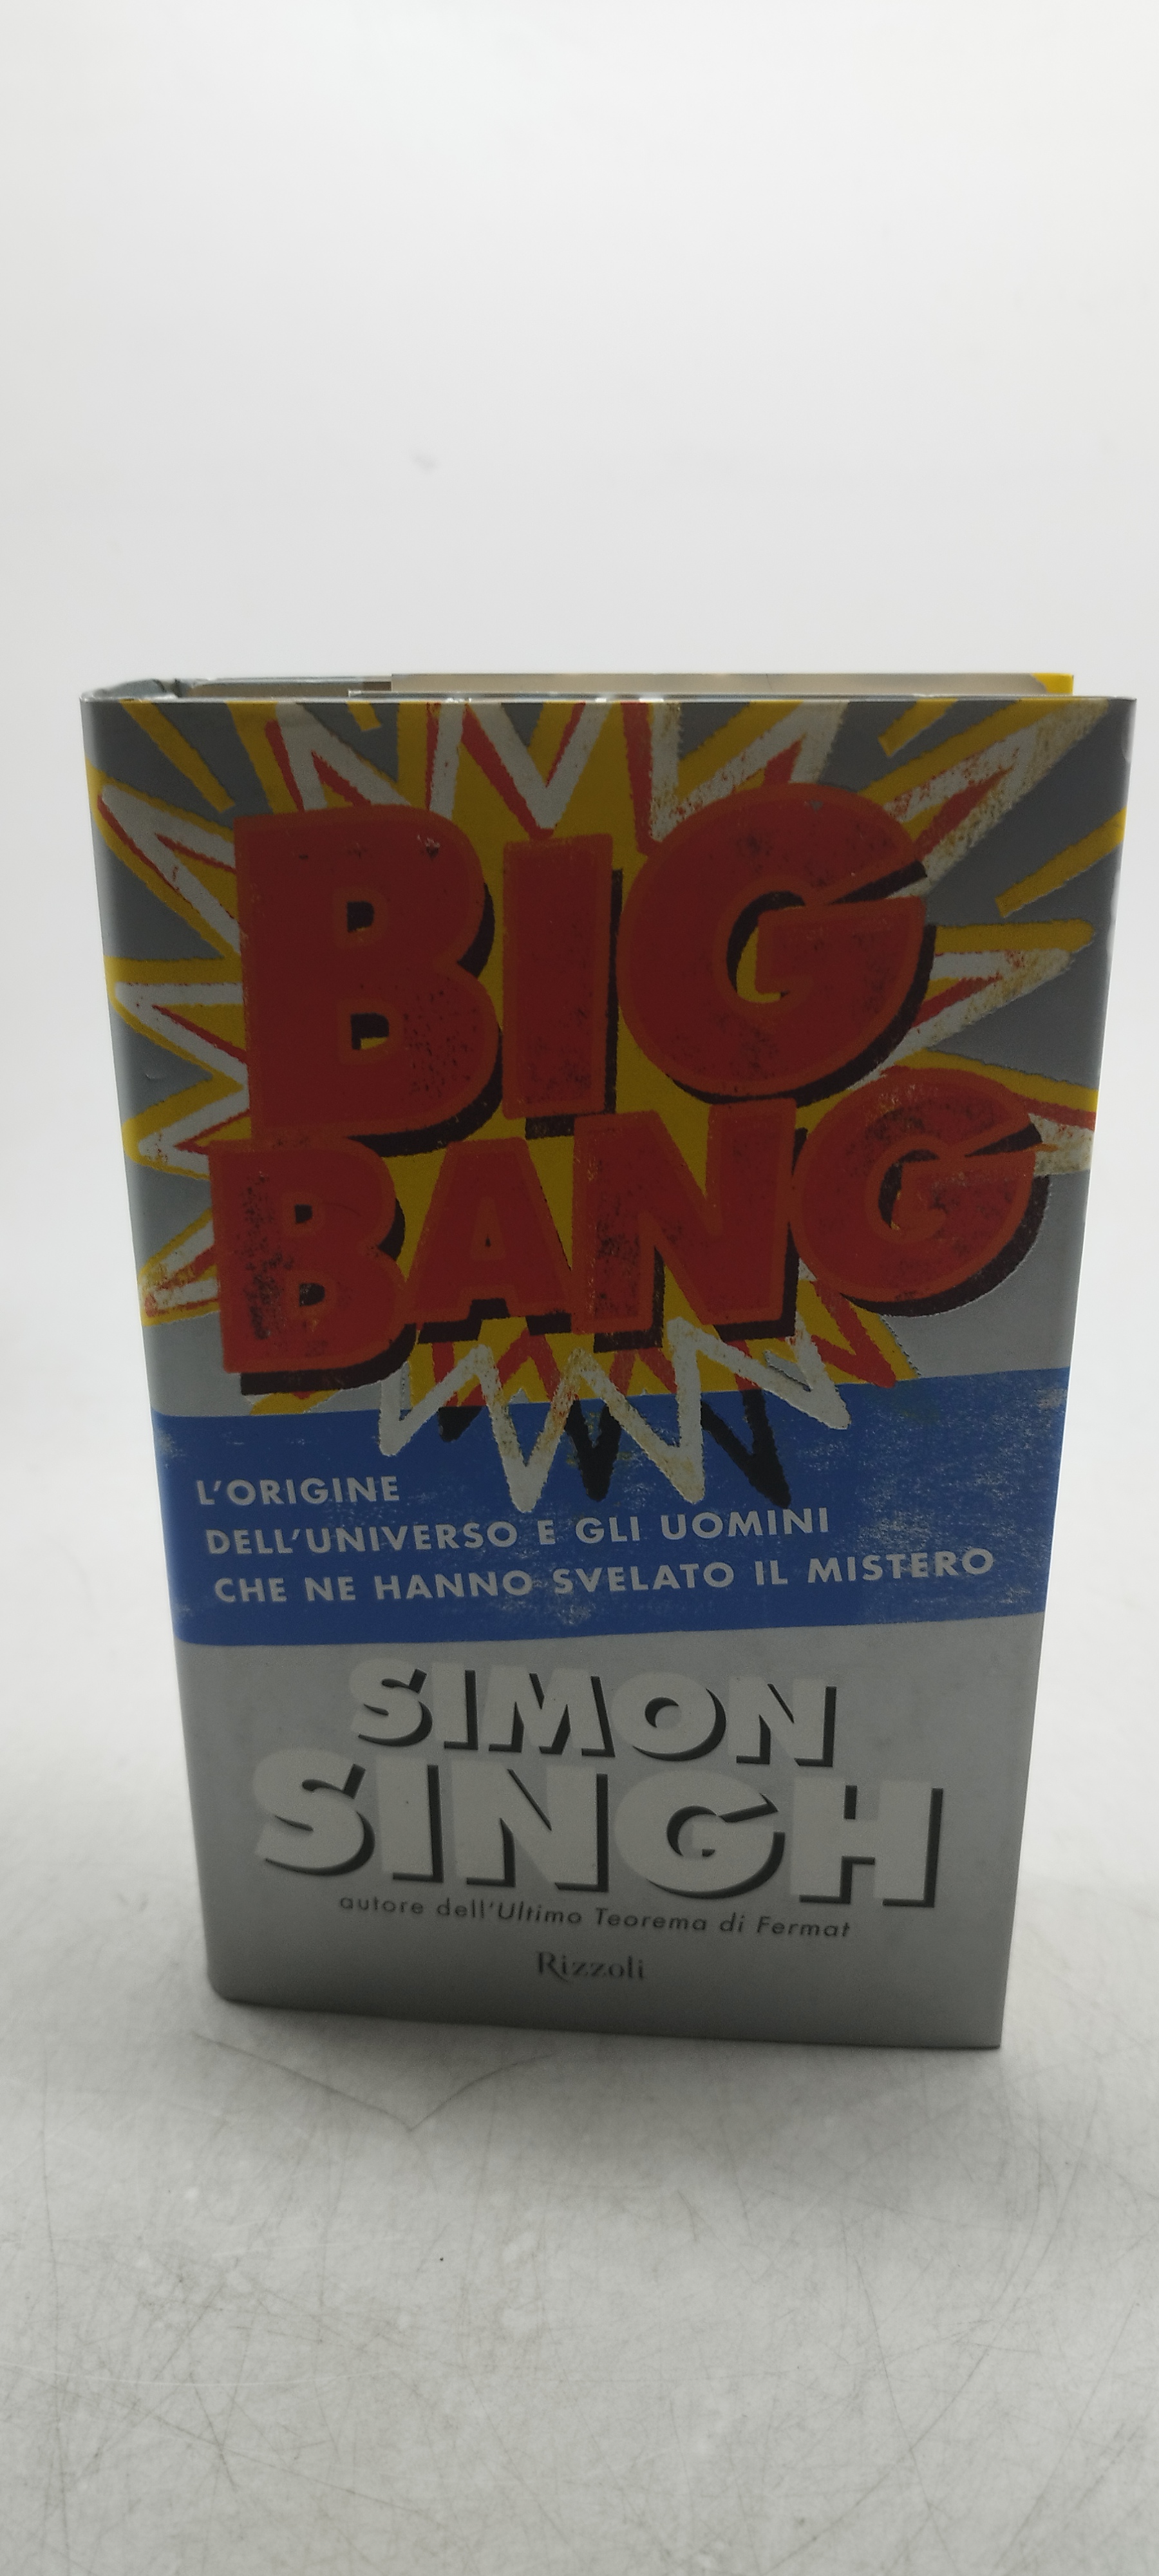 BIG
BANG
L'ORIGINE
DELL'UNIVERSO E GLI UOMINI
CHE NE HANNO SVELATO IL MISTERO
SIMON
SINGH
autore dell'Ultimo Teorema di Fermat
Rizzoli